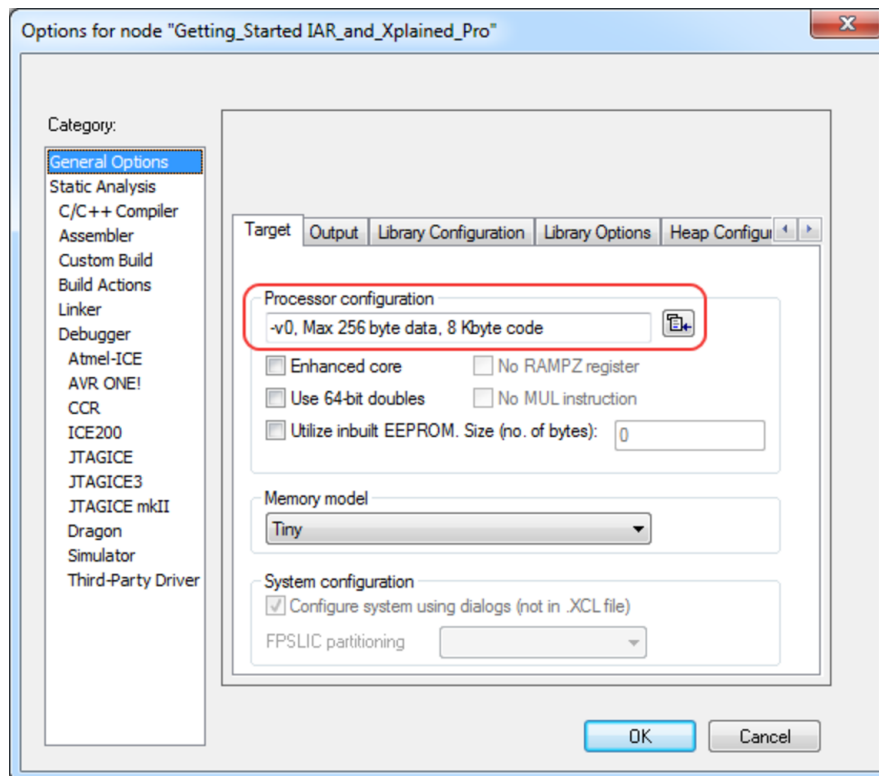 Options for node "Getting_Started IAR_and_Xplained_Pro"
Category:
General Options
Static Analysis
C/C++ Compiler
Assembler
Custom Build
Build Actions
Linker
Debugger
Atmel-ICE
AVR ONE!
CCR
ICE200
JTAGICE
JTAGICE3
JTAGICE mkII
Dragon
Simulator
Third-Party Driver
Target Output Library Configuration Library Options Heap Configur
Processor configuration
-v0, Max 256 byte data, 8 Kbyte code
Enhanced core No RAMPZ register
Use 64-bit doubles No MUL instruction
Utilize inbuilt EEPROM. Size (no. of bytes): 0
Memory model
Tiny
System configuration
Configure system using dialogs (not in .XCL file)
FPSLIC partitioning
OK Cancel